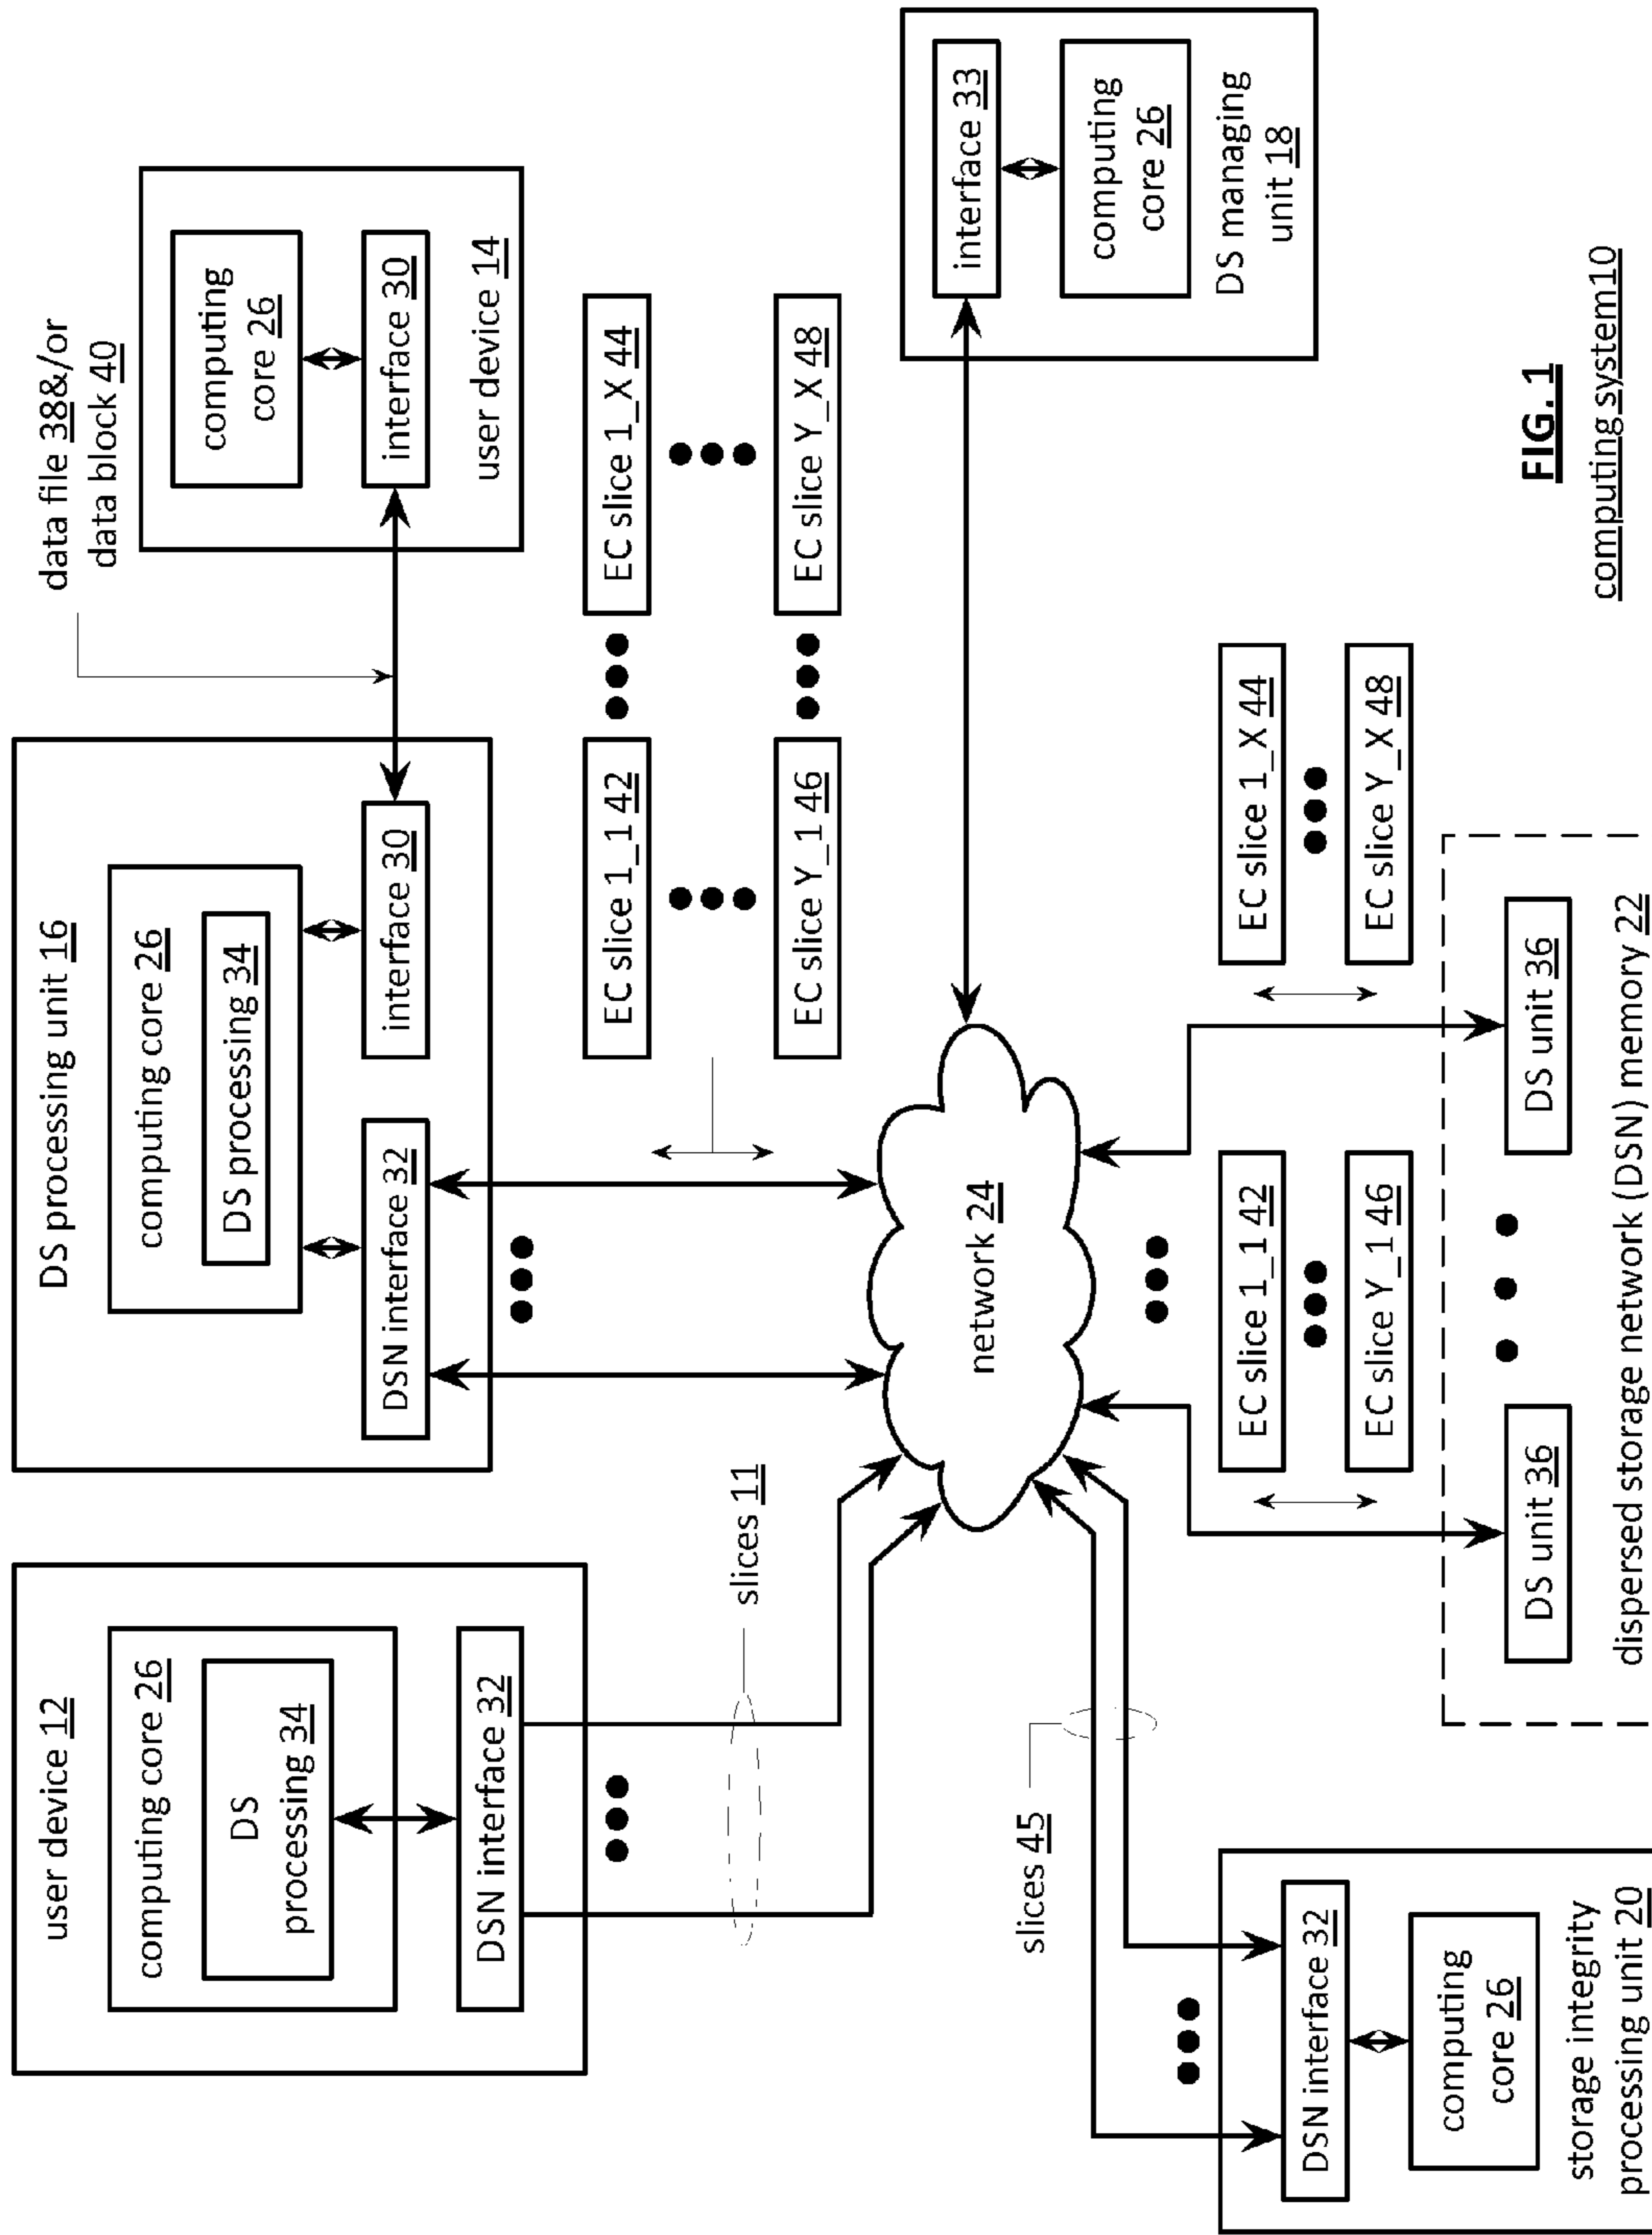 user device 12
computing core 26
DS
processing 34
DSN interface 32
slices 11
DS processing unit 16
computing core 26
DS processing 34
DSN interface 32
interface 30
data file 38&/or
data block 40
computing
core 26
interface 30
user device 14
EC slice 1_1 42
EC slice 1_X 44
EC slice Y_1 46
EC slice Y_X 48
network 24
interface 33
computing
core 26
DS managing
unit 18
slices 45
DSN interface 32
computing
core 26
storage integrity
processing unit 20
EC slice 1_1 42
EC slice Y_1 46
EC slice 1_X 44
EC slice Y_X 48
DS unit 36
DS unit 36
dispersed storage network (DSN) memory 22
FIG. 1
computing system10